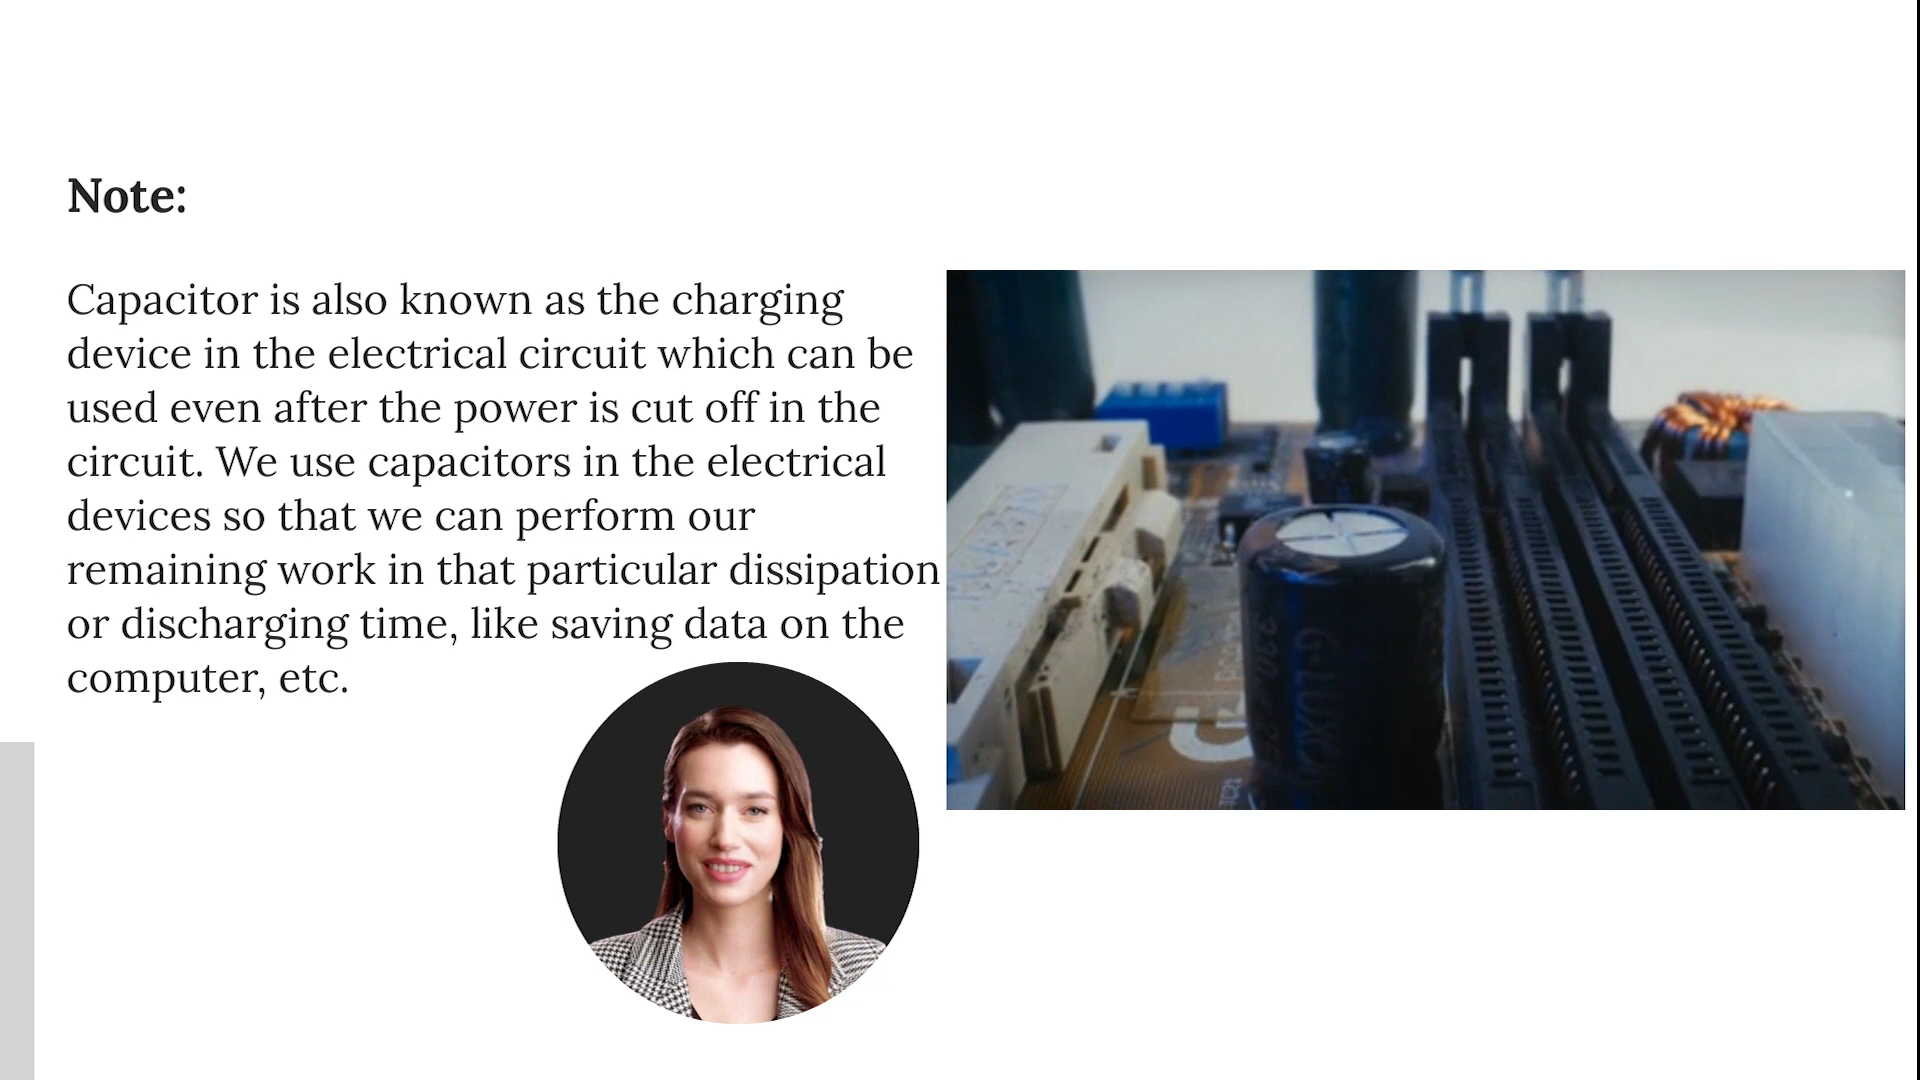 Note:
Capacitor is also known as the charging
device in the electrical circuit which can be
used even after the power is cut off in the
circuit. We use capacitors in the electrical
devices so that we can perform our
remaining work in that particular dissipation
or discharging time, like saving data on the
computer, etc.